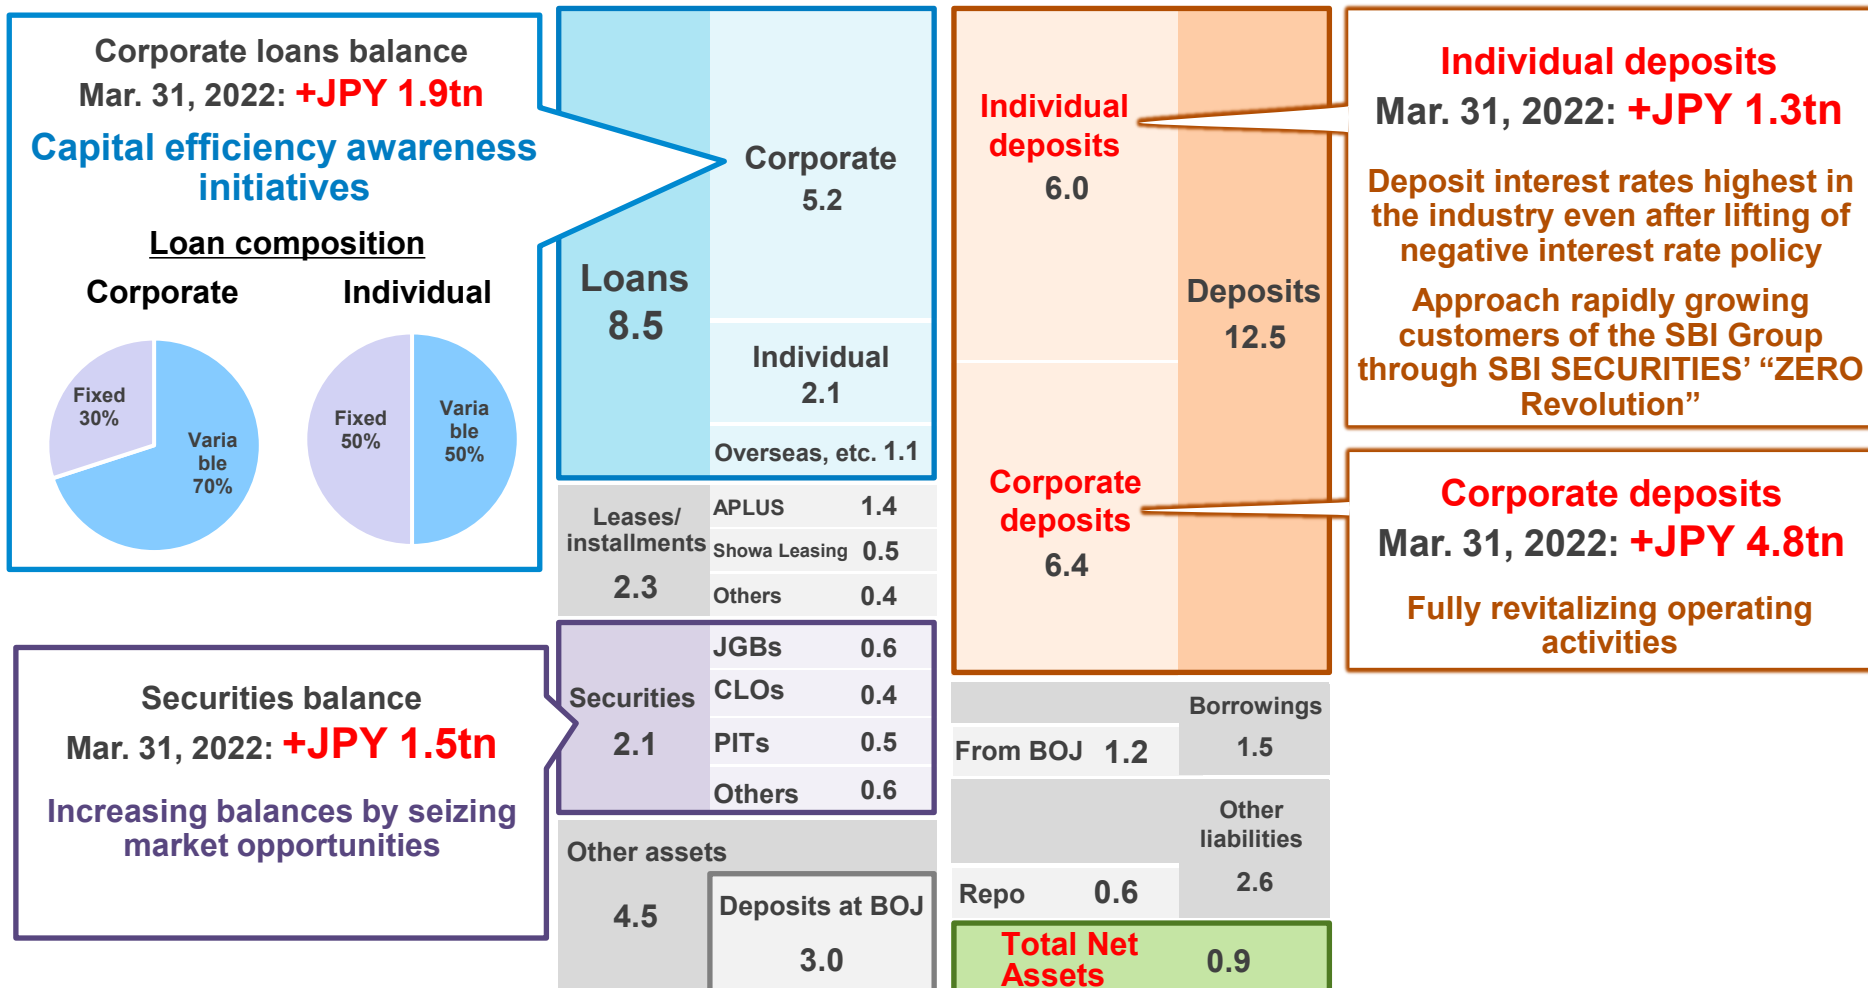 Corporate loans balance
Mar. 31, 2022: +JPY 1.9tn
Capital efficiency awareness
initiatives
Loan composition
Corporate
Individual
Fixed
30%
Varia
ble
70%
Fixed
50%
Varia
ble
50%
Securities balance
Mar. 31, 2022: +JPY 1.5tn
Increasing balances by seizing
market opportunities
Loans
8.5
Corporate
5.2
Individual
2.1
Overseas, etc. 1.1
Leases/
installments
2.3
APLUS 1.4
Showa Leasing 0.5
Others 0.4
Securities
2.1
JGBs 0.6
CLOs 0.4
PITs 0.5
Others 0.6
Other assets
4.5
Deposits at BOJ
3.0
Individual
deposits
6.0
Corporate
deposits
6.4
Deposits
12.5
Borrowings
1.5
From BOJ 1.2
Other
liabilities
2.6
Repo 0.6
Total Net
Assets
0.9
Individual deposits
Mar. 31, 2022: +JPY 1.3tn
Deposit interest rates highest in
the industry even after lifting of
negative interest rate policy
Approach rapidly growing
customers of the SBI Group
through SBI SECURITIES’ “ZERO
Revolution”
Corporate deposits
Mar. 31, 2022: +JPY 4.8tn
Fully revitalizing operating
activities